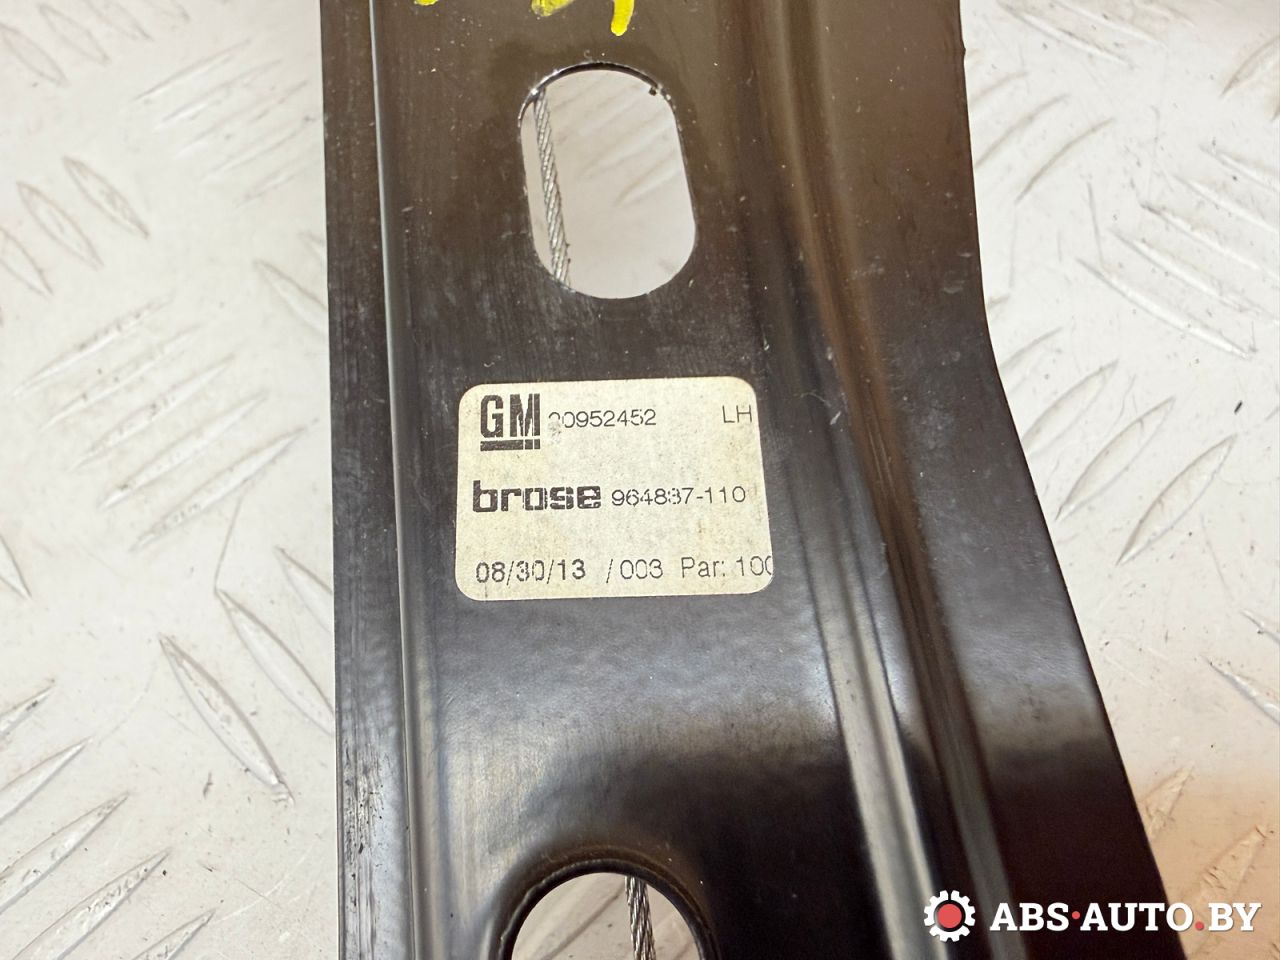 GM 20952452 LH
brose 964837-110
08/30/13 /003 Par: 100
ABS·AUTO.BY